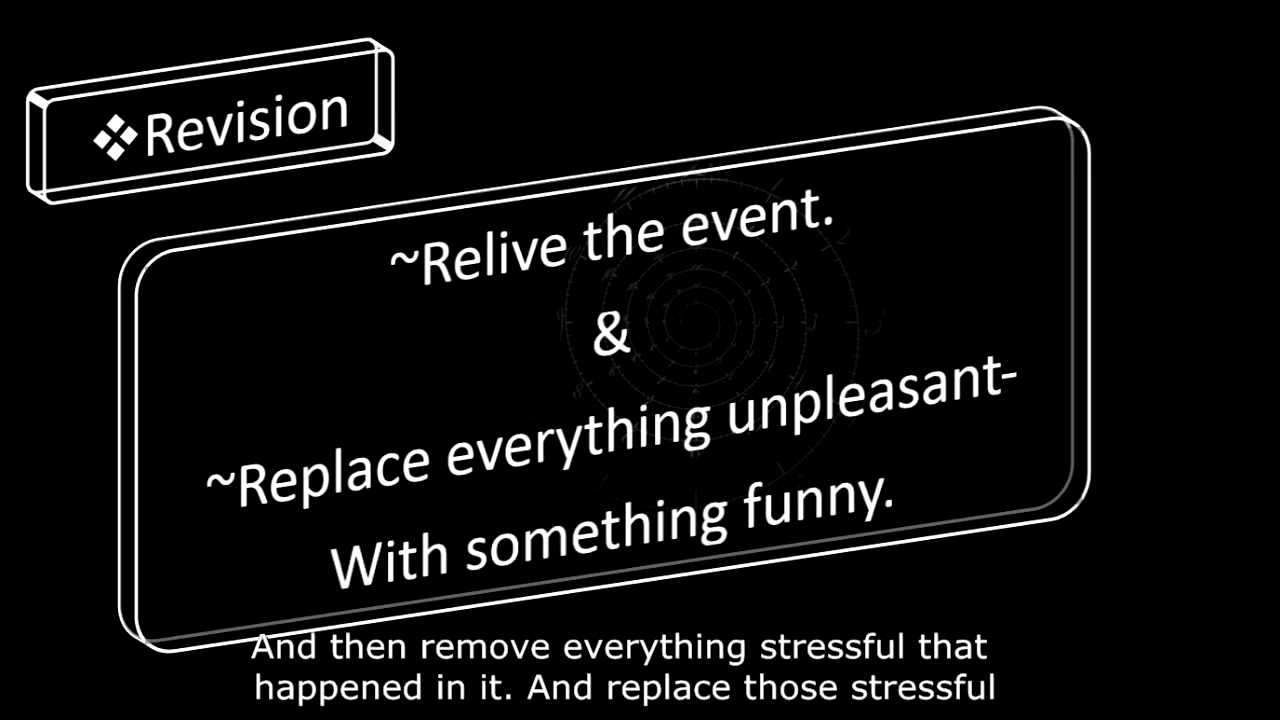 ❖Revision
~Relive the event.
&
~Replace everything unpleasant-
With something funny.
And then remove everything stressful that
happened in it. And replace those stressful